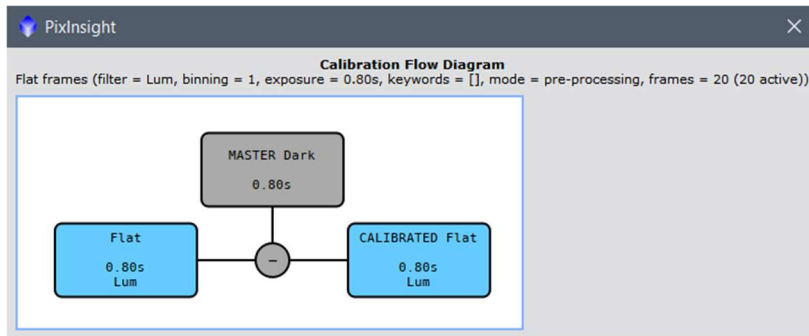 PixInsight
Calibration Flow Diagram
Flat frames (filter = Lum, binning = 1, exposure = 0.80s, keywords = [], mode = pre-processing, frames = 20 (20 active))
MASTER Dark
0.80s
Flat
0.80s
Lum
−
CALIBRATED Flat
0.80s
Lum